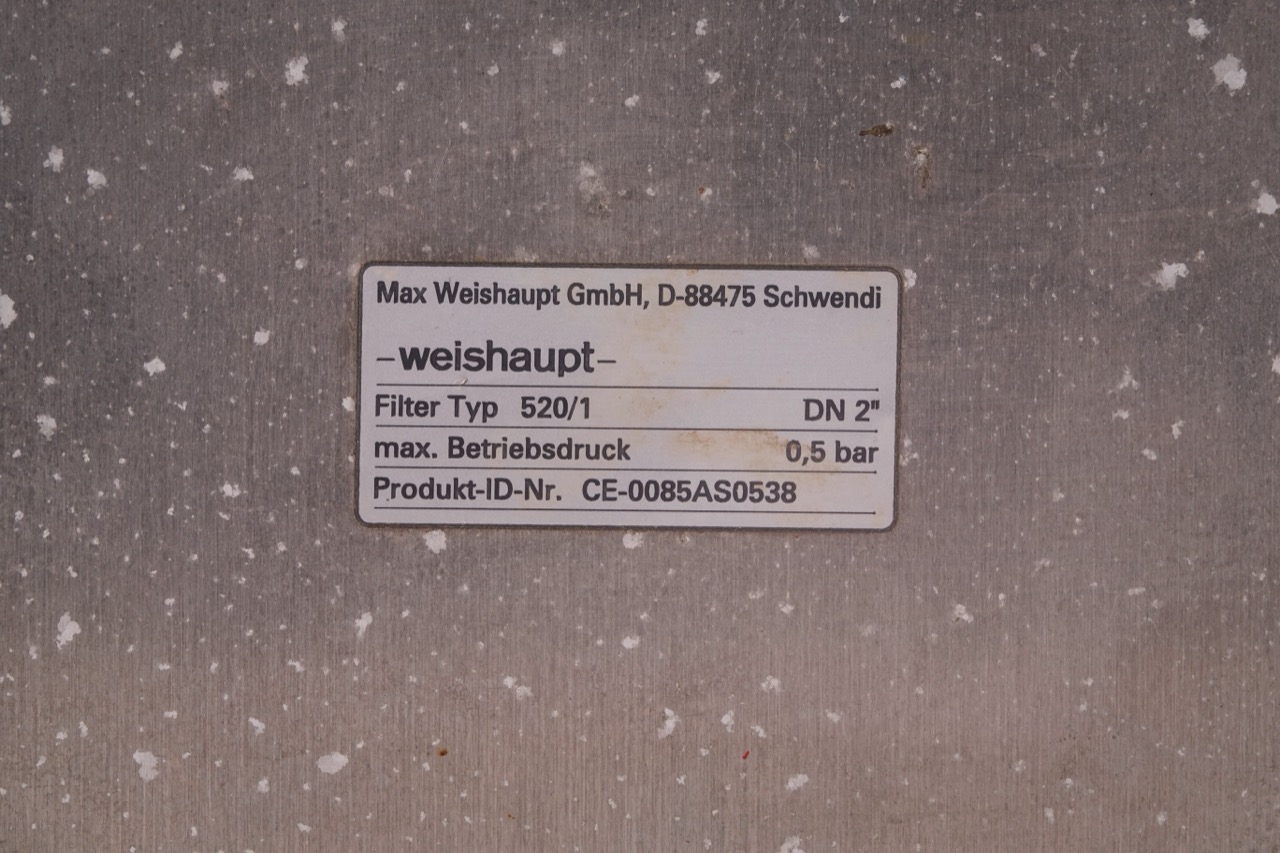 Max Weishaupt GmbH, D-88475 Schwendi
–weishaupt–
Filter Typ 520/1 DN 2"
max. Betriebsdruck 0,5 bar
Produkt-ID-Nr. CE-0085AS0538